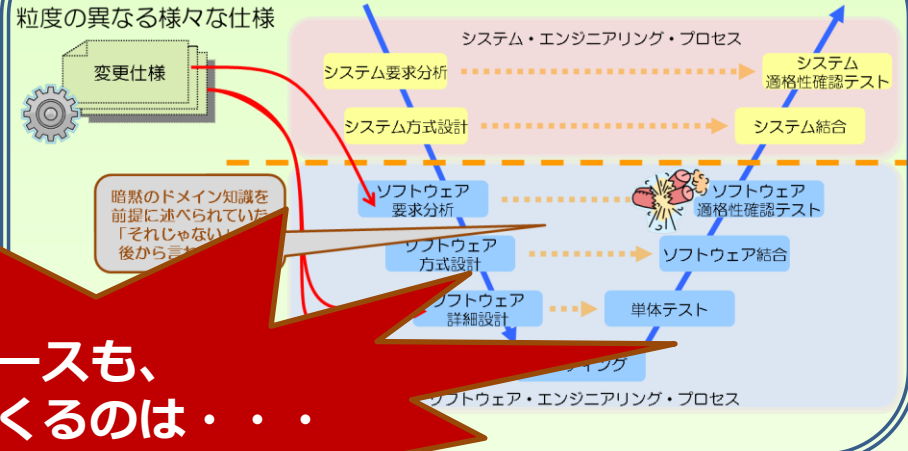 粒度の異なる様々な仕様
変更仕様
システム・エンジニアリング・プロセス
システム要求分析
システム
適格性確認テスト
システム方式設計
システム結合
暗黙のドメイン知識を
前提に述べられていた
「それじゃない」
後から言わ
ソフトウェア
要求分析
ソフトウェア
適格性確認テスト
ソフトウェア
方式設計
ソフトウェア結合
フトウェア
詳細設計
単体テスト
ィング
フトウェア・エンジニアリング・プロセス
ースも、
くるのは・・・